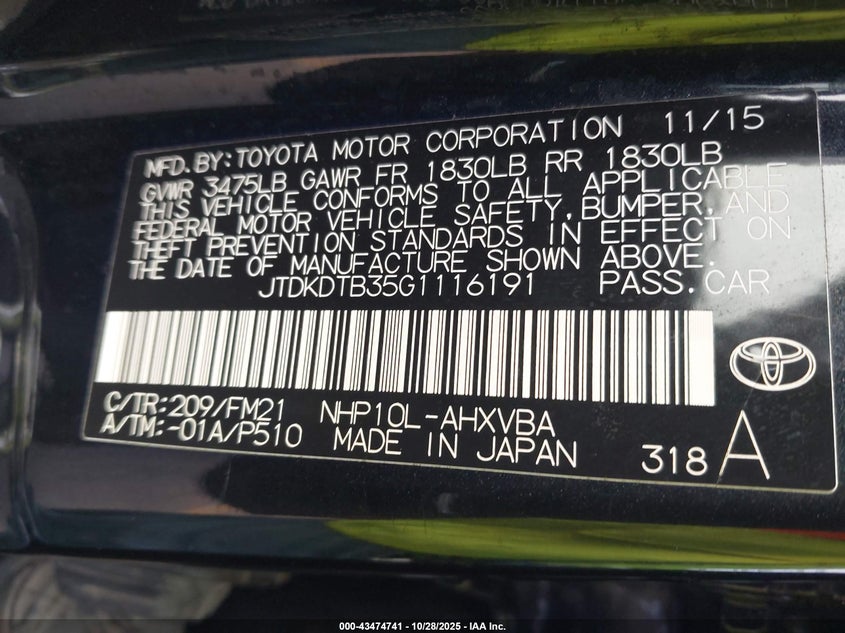 MFD.BY:TOYOTA MOTOR CORPORATION 11/15
GVWR 3475LB GAWR FR 1830LB RR 1830LB
THIS VEHICLE CONFORMS TO ALL APPLICABLE
FEDERAL MOTOR VEHICLE SAFETY,BUMPER,AND
THEFT PREVENTION STANDARDS IN EFFECT ON
THE DATE OF MANUFACTURE SHOWN ABOVE.
JTDKDTB35G1116191 PASS.CAR
C/TR:209/FM21 NHP10L-AHXVBA
A/TM:-01A/P510 MADE IN JAPAN 318 A
000-43474741 | 10/28/2025 - IAA Inc.